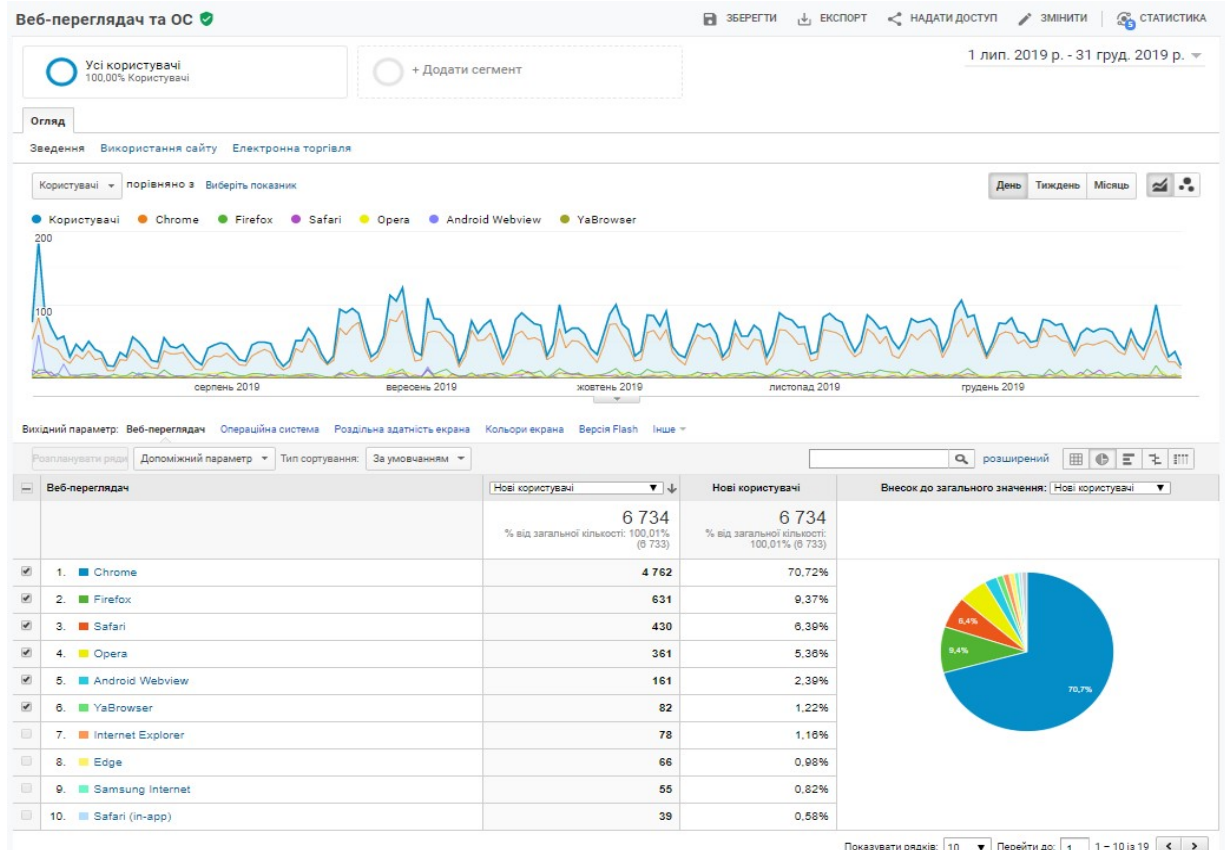 Веб-переглядач та ОС
ЗБЕРЕГТИ ЕКСПОРТ НАДАТИ ДОСТУП ЗМІНИТИ 5 СТАТИСТИКА
Усі користувачі
100,00% Користувачі
+ Додати сегмент
1 лип. 2019 р. - 31 груд. 2019 р.
Огляд
Зведення Використання сайту Електронна торгівля
Користувачі порівняно з Виберіть показник
День Тиждень Місяць
Користувачі Chrome Firefox Safari Opera Android Webview YaBrowser
200
100
серпень 2019 вересень 2019 жовтень 2019 листопад 2019 грудень 2019
Вихідний параметр: Веб-переглядач Операційна система Роздільна здатність екрана Кольори екрана Версія Flash Інше
Розпланувати ряди Допоміжний параметр Тип сортування: За умовчанням розширений
Веб-переглядач Нові користувачі Нові користувачі Внесок до загального значення: Нові користувачі
6 734 6 734
% від загальної кількості: 100,01% % від загальної кількості:
(6 733) 100,01% (6 733)
1. Chrome 4 762 70,72%
2. Firefox 631 9,37%
3. Safari 430 6,39%
4. Opera 361 5,36%
5. Android Webview 161 2,39%
6. YaBrowser 82 1,22%
7. Internet Explorer 78 1,16%
8. Edge 66 0,98%
9. Samsung Internet 55 0,82%
10. Safari (in-app) 39 0,58%
6,4%
9,4%
70,7%
Показувати рядків: 10 Перейти до: 1 1 – 10 із 19